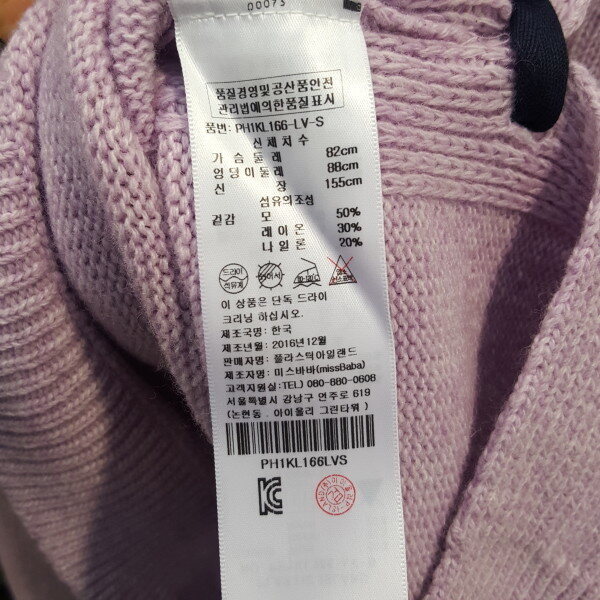 00073
품질경영및공산품안전
관리법에의한품질표시
품번: PH1KL166-LV-S
신체치수
가슴둘레 82cm
엉덩이둘레 88cm
신 장 155cm
섬유의조성
겉감 모 50%
레이온 30%
나일론 20%
드라이
석유계
이 상품은 단독 드라이
크리닝 하십시오.
제조국명: 한국
제조년월: 2016년12월
판매자명: 플라스틱아일랜드
제조자명: 미스바바(missBaba)
고객지원실:TEL) 080-880-0608
서울특별시 강남구 언주로 619
(논현동. 아이올리 그린타워 )
PH1KL166LVS